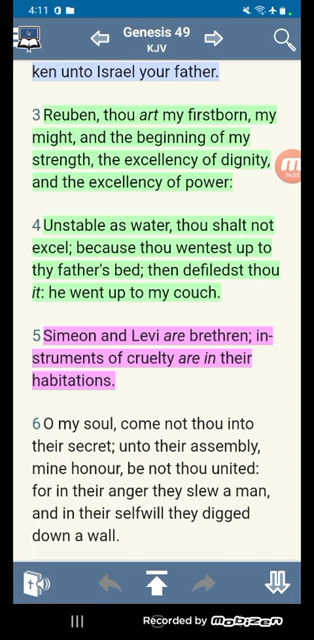 4:11
Genesis 49
KJV
ken unto Israel your father.
3 Reuben, thou art my firstborn, my
might, and the beginning of my
strength, the excellency of dignity,
and the excellency of power:
4 Unstable as water, thou shalt not
excel; because thou wentest up to
thy father's bed; then defiledst thou
it: he went up to my couch.
5 Simeon and Levi are brethren; in-
struments of cruelty are in their
habitations.
6 O my soul, come not thou into
their secret; unto their assembly,
mine honour, be not thou united:
for in their anger they slew a man,
and in their selfwill they digged
down a wall.
Recorded by mobizen